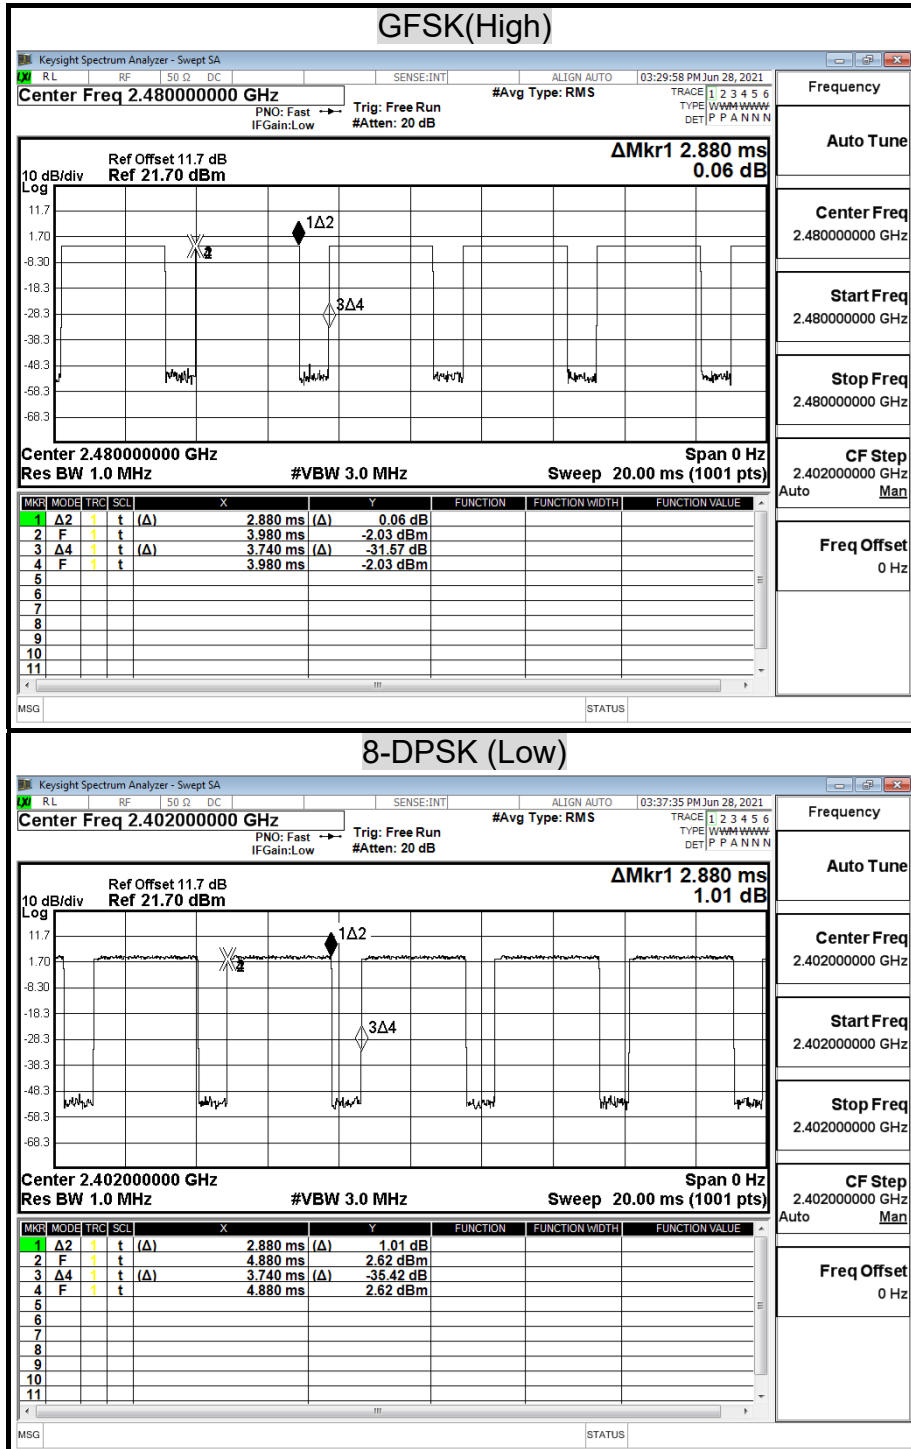 GFSK(High)
Keysight Spectrum Analyzer - Swept SA
LXI RL RF 50 Ω DC SENSE:INT ALIGN AUTO 03:29:58 PM Jun 28, 2021
Center Freq 2.480000000 GHz
PNO: Fast
IFGain:Low
Trig: Free Run
#Atten: 20 dB
#Avg Type: RMS
TRACE 1 2 3 4 5 6
TYPE WWMWWWW
DET P P A N N N
ΔMkr1 2.880 ms
0.06 dB
Ref Offset 11.7 dB
10 dB/div Ref 21.70 dBm
Log
11.7
1.70
-8.30
-18.3
-28.3
-38.3
-48.3
-58.3
-68.3
1Δ2
3Δ4
Center 2.480000000 GHz Span 0 Hz
Res BW 1.0 MHz #VBW 3.0 MHz Sweep 20.00 ms (1001 pts)
MKR MODE TRC SCL X Y FUNCTION FUNCTION WIDTH FUNCTION VALUE
1 Δ2 1 t (Δ) 2.880 ms (Δ) 0.06 dB
2 F 1 t 3.980 ms -2.03 dBm
3 Δ4 1 t (Δ) 3.740 ms (Δ) -31.57 dB
4 F 1 t 3.980 ms -2.03 dBm
5
6
7
8
9
10
11
MSG STATUS
Frequency
Auto Tune
Center Freq
2.480000000 GHz
Start Freq
2.480000000 GHz
Stop Freq
2.480000000 GHz
CF Step
2.402000000 GHz
Auto Man
Freq Offset
0 Hz
8-DPSK (Low)
Keysight Spectrum Analyzer - Swept SA
LXI RL RF 50 Ω DC SENSE:INT ALIGN AUTO 03:37:35 PM Jun 28, 2021
Center Freq 2.402000000 GHz
PNO: Fast
IFGain:Low
Trig: Free Run
#Atten: 20 dB
#Avg Type: RMS
TRACE 1 2 3 4 5 6
TYPE WWMWWWW
DET P P A N N N
ΔMkr1 2.880 ms
1.01 dB
Ref Offset 11.7 dB
10 dB/div Ref 21.70 dBm
Log
11.7
1.70
-8.30
-18.3
-28.3
-38.3
-48.3
-58.3
-68.3
1Δ2
3Δ4
Center 2.402000000 GHz Span 0 Hz
Res BW 1.0 MHz #VBW 3.0 MHz Sweep 20.00 ms (1001 pts)
MKR MODE TRC SCL X Y FUNCTION FUNCTION WIDTH FUNCTION VALUE
1 Δ2 1 t (Δ) 2.880 ms (Δ) 1.01 dB
2 F 1 t 4.880 ms 2.62 dBm
3 Δ4 1 t (Δ) 3.740 ms (Δ) -35.42 dB
4 F 1 t 4.880 ms 2.62 dBm
5
6
7
8
9
10
11
MSG STATUS
Frequency
Auto Tune
Center Freq
2.402000000 GHz
Start Freq
2.402000000 GHz
Stop Freq
2.402000000 GHz
CF Step
2.402000000 GHz
Auto Man
Freq Offset
0 Hz